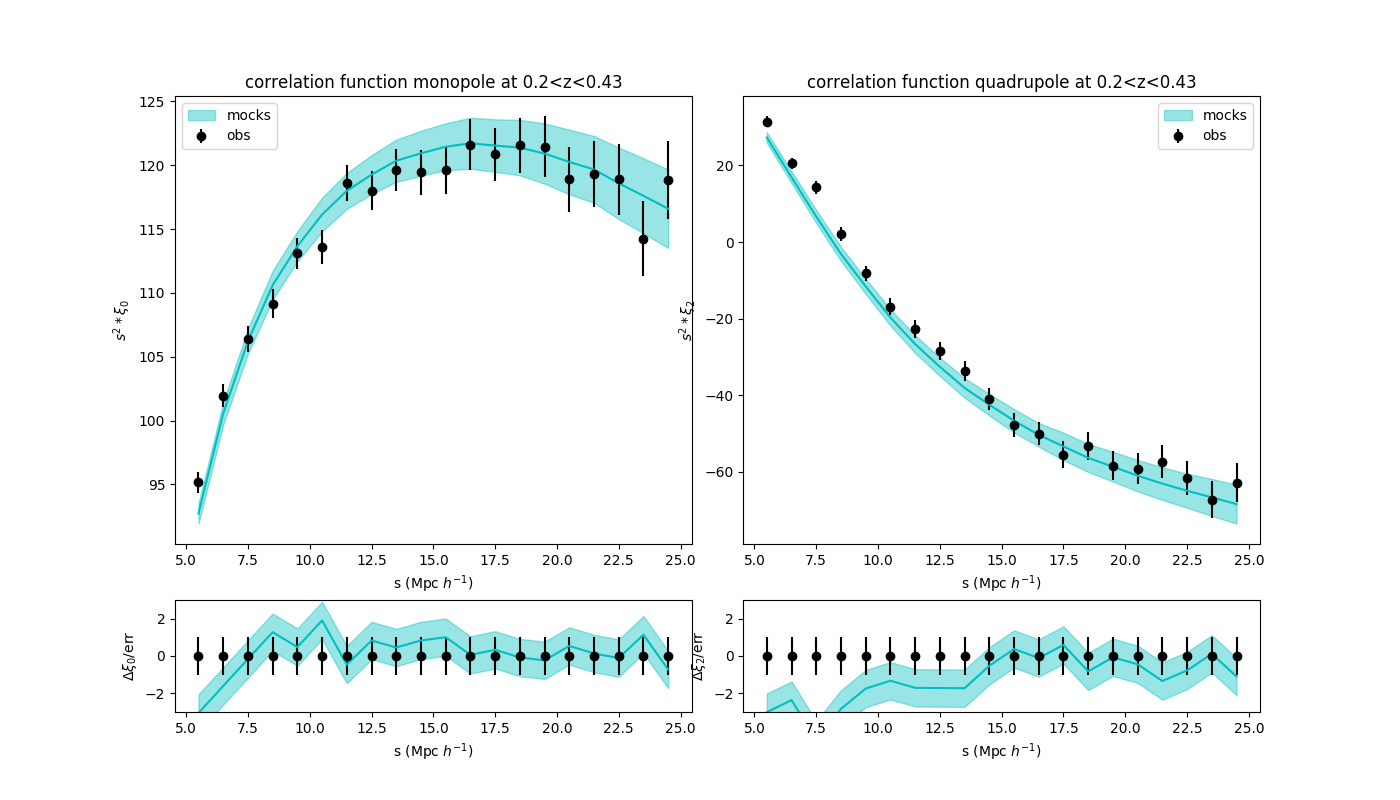 correlation function monopole at 0.2<z<0.43
125
120
115
110
105
100
95
s² * ξ₀
mocks
obs
5.0 7.5 10.0 12.5 15.0 17.5 20.0 22.5 25.0
s (Mpc h⁻¹)
correlation function quadrupole at 0.2<z<0.43
20
0
−20
−40
−60
s² * ξ₂
mocks
obs
5.0 7.5 10.0 12.5 15.0 17.5 20.0 22.5 25.0
s (Mpc h⁻¹)
2
0
−2
Δξ₀/err
5.0 7.5 10.0 12.5 15.0 17.5 20.0 22.5 25.0
s (Mpc h⁻¹)
2
0
−2
Δξ₂/err
5.0 7.5 10.0 12.5 15.0 17.5 20.0 22.5 25.0
s (Mpc h⁻¹)